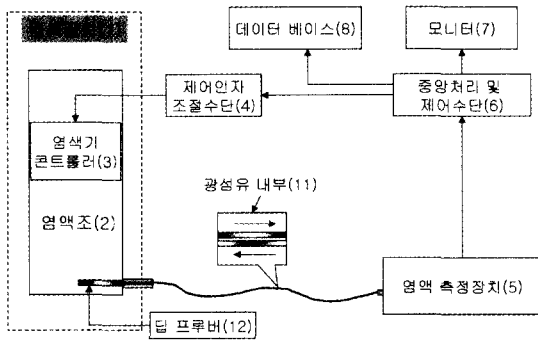 데이터 베이스(8)
모니터(7)
제어인자
조절수단(4)
중앙처리 및
제어수단(6)
염색기
콘트롤러(3)
광섬유 내부(11)
염액조(2)
염액 측정장치(5)
딥 프루버(12)